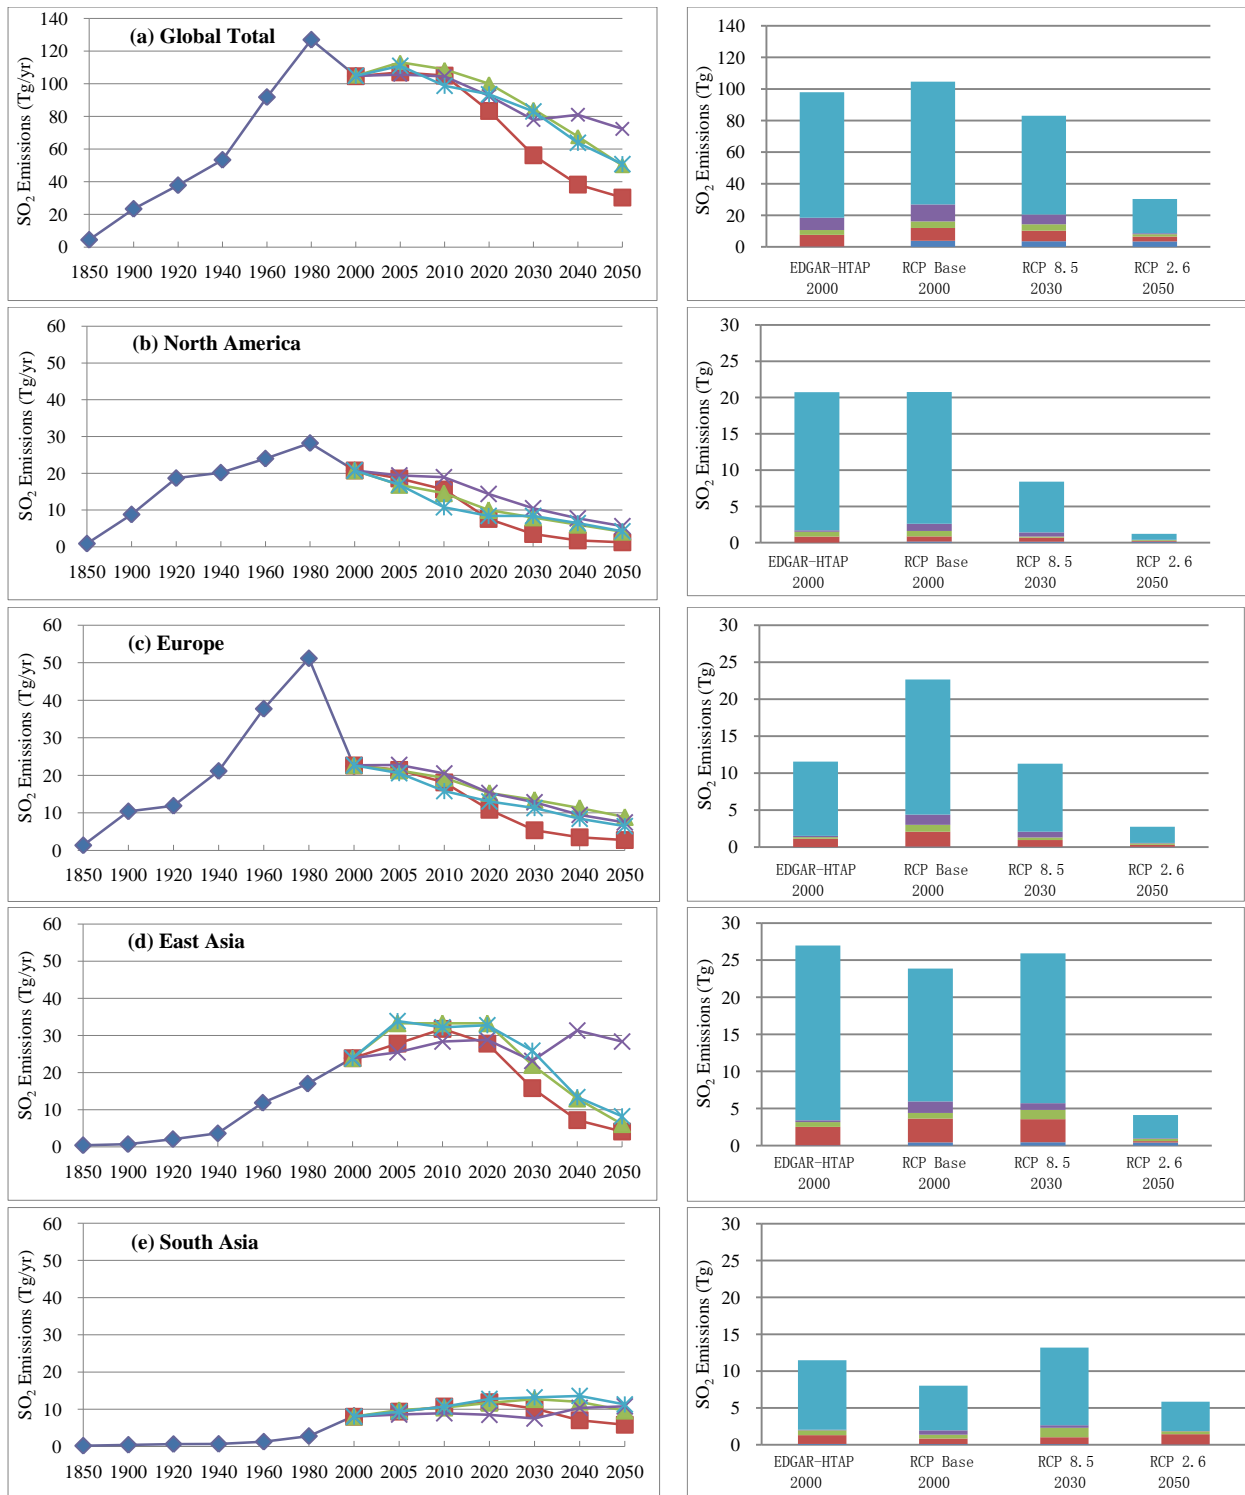 (a) Global Total
SO2 Emissions (Tg/yr)
140
120
100
80
60
40
20
0
1850 1900 1920 1940 1960 1980 2000 2005 2010 2020 2030 2040 2050
SO2 Emissions (Tg)
140
120
100
80
60
40
20
0
EDGAR-HTAP RCP Base RCP 8.5 RCP 2.6
2000 2000 2030 2050
(b) North America
SO2 Emissions (Tg/yr)
60
50
40
30
20
10
0
1850 1900 1920 1940 1960 1980 2000 2005 2010 2020 2030 2040 2050
SO2 Emissions (Tg)
30
25
20
15
10
5
0
EDGAR-HTAP RCP Base RCP 8.5 RCP 2.6
2000 2000 2030 2050
(c) Europe
SO2 Emissions (Tg/yr)
60
50
40
30
20
10
0
1850 1900 1920 1940 1960 1980 2000 2005 2010 2020 2030 2040 2050
SO2 Emissions (Tg)
30
25
20
15
10
5
0
EDGAR-HTAP RCP Base RCP 8.5 RCP 2.6
2000 2000 2030 2050
(d) East Asia
SO2 Emissions (Tg/yr)
60
50
40
30
20
10
0
1850 1900 1920 1940 1960 1980 2000 2005 2010 2020 2030 2040 2050
SO2 Emissions (Tg)
30
25
20
15
10
5
0
EDGAR-HTAP RCP Base RCP 8.5 RCP 2.6
2000 2000 2030 2050
(e) South Asia
SO2 Emissions (Tg/yr)
60
50
40
30
20
10
0
1850 1900 1920 1940 1960 1980 2000 2005 2010 2020 2030 2040 2050
SO2 Emissions (Tg)
30
25
20
15
10
5
0
EDGAR-HTAP RCP Base RCP 8.5 RCP 2.6
2000 2000 2030 2050